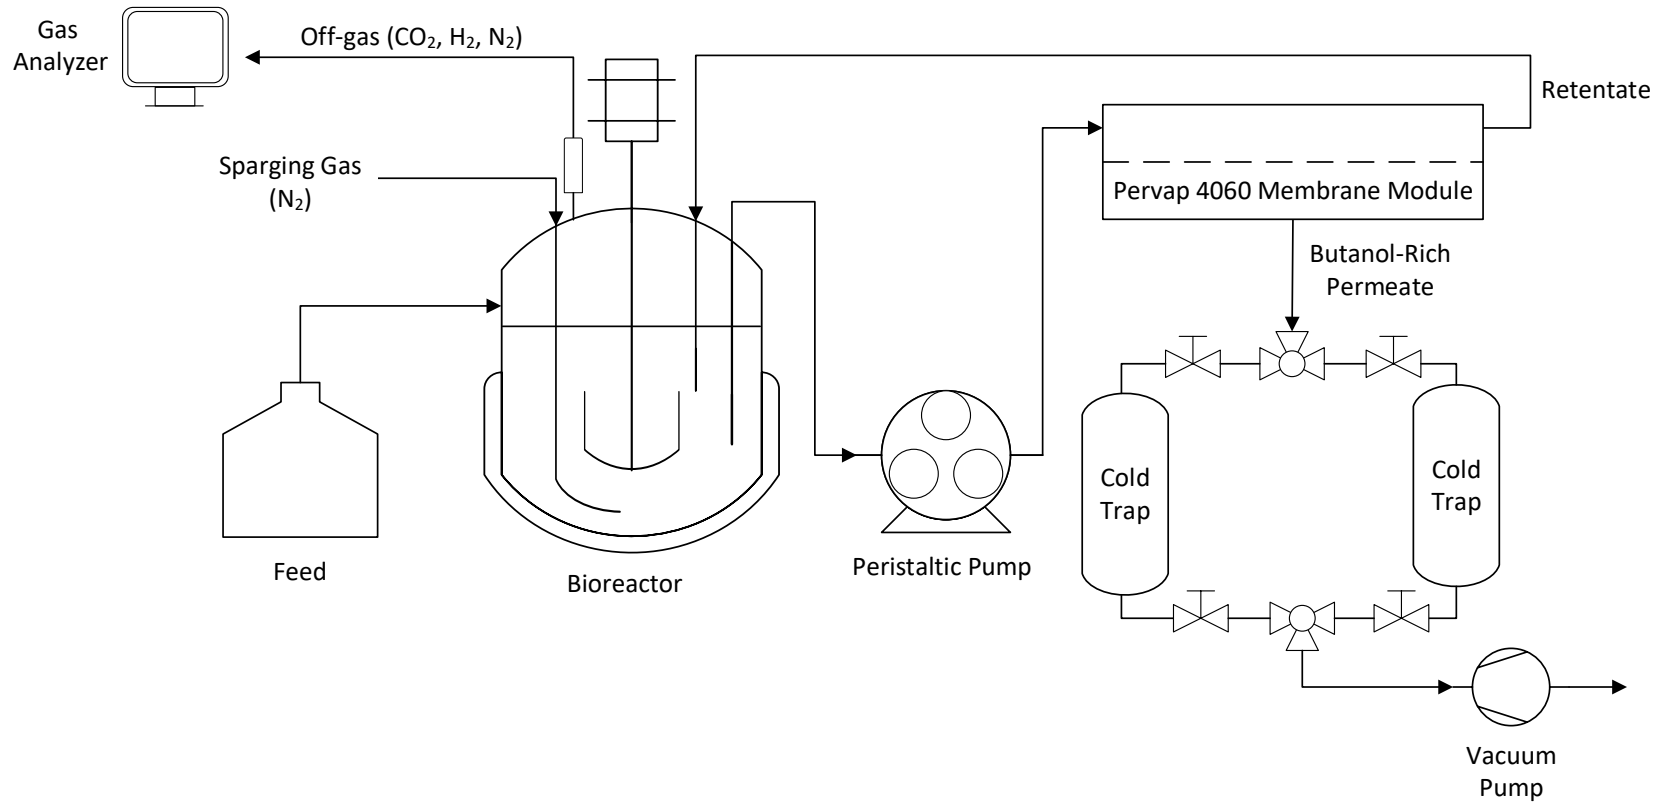 Gas
Analyzer
Off-gas (CO₂, H₂, N₂)
Retentate
Sparging Gas
(N₂)
Pervap 4060 Membrane Module
Butanol-Rich
Permeate
Cold
Trap
Cold
Trap
Feed
Bioreactor
Peristaltic Pump
Vacuum
Pump